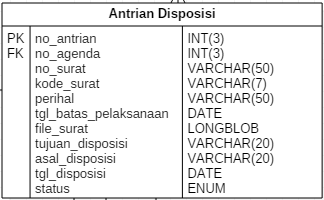 Antrian Disposisi
PK no_antrian INT(3)
FK no_agenda INT(3)
no_surat VARCHAR(50)
kode_surat VARCHAR(7)
perihal VARCHAR(50)
tgl_batas_pelaksanaan DATE
file_surat LONGBLOB
tujuan_disposisi VARCHAR(20)
asal_disposisi VARCHAR(20)
tgl_disposisi DATE
status ENUM